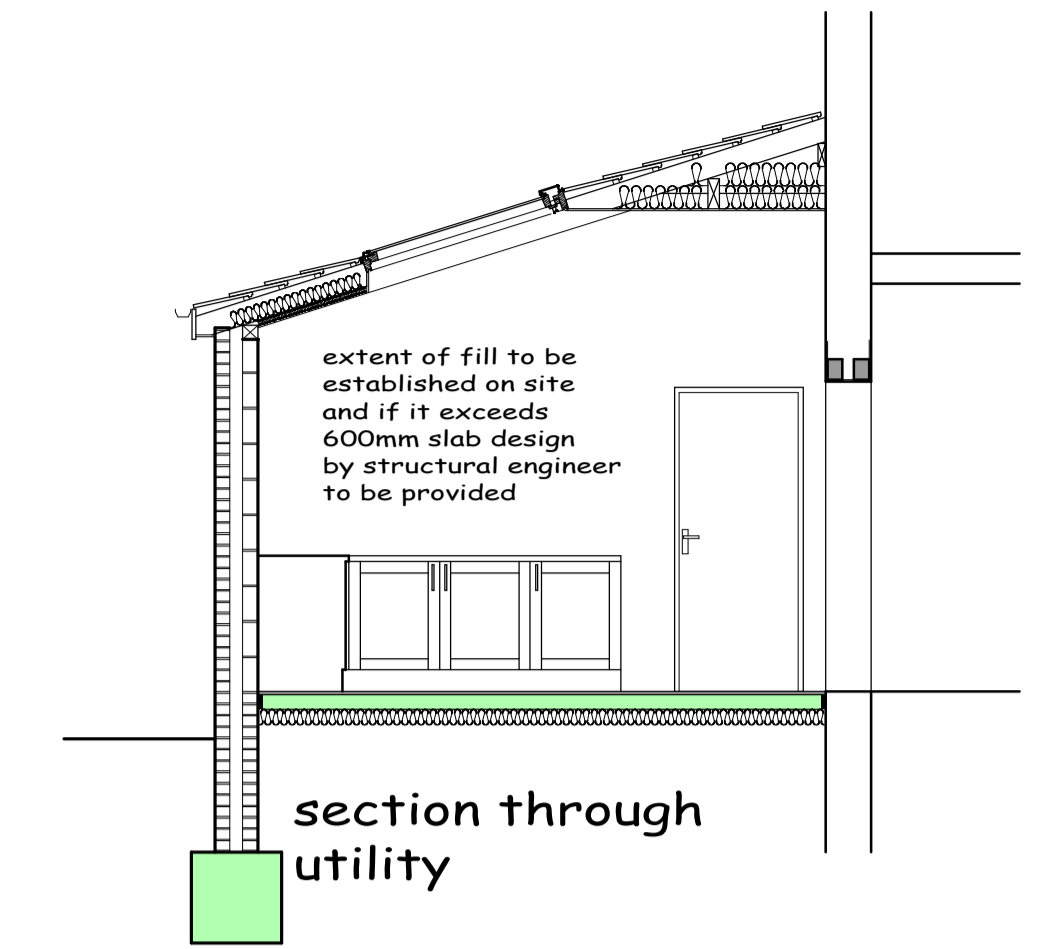 extent of fill to be
established on site
and if it exceeds
600mm slab design
by structural engineer
to be provided
section through
utility